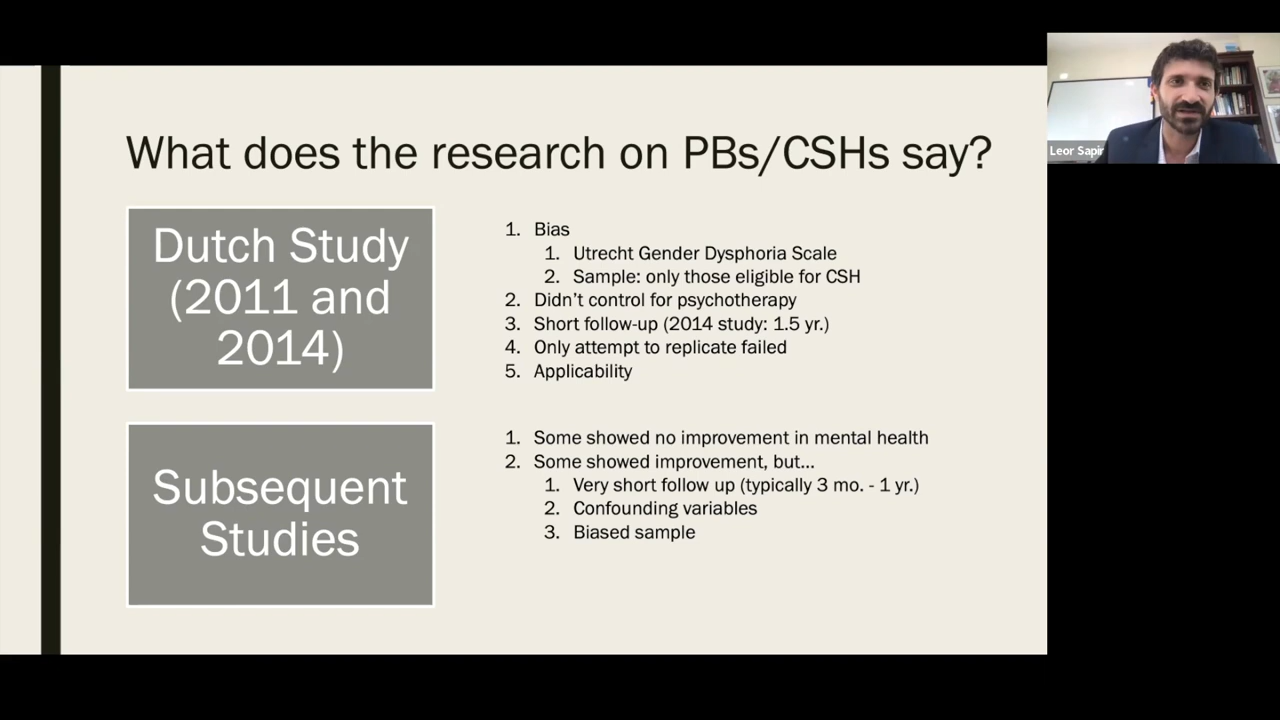 What does the research on PBs/CSHs say?
Dutch Study
(2011 and
2014)
1. Bias
1. Utrecht Gender Dysphoria Scale
2. Sample: only those eligible for CSH
2. Didn't control for psychotherapy
3. Short follow-up (2014 study: 1.5 yr.)
4. Only attempt to replicate failed
5. Applicability
Subsequent
Studies
1. Some showed no improvement in mental health
2. Some showed improvement, but...
1. Very short follow up (typically 3 mo. - 1 yr.)
2. Confounding variables
3. Biased sample
Leor Sapir